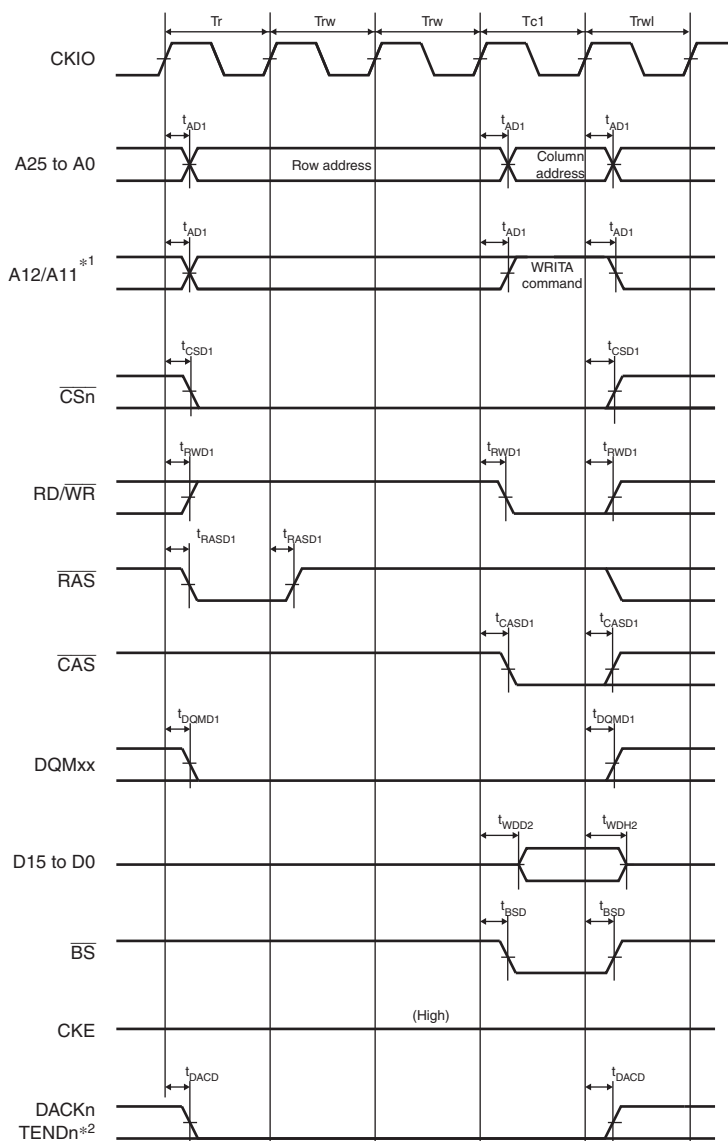 Tr Trw Trw Tc1 Trwl
CKIO
tAD1 tAD1 tAD1
A25 to A0 Row address Column address
tAD1 tAD1 tAD1
A12/A11*1 WRITA command
tCSD1 tCSD1
CSn
tRWD1 tRWD1 tRWD1
RD/WR
tRASD1 tRASD1
RAS
tCASD1 tCASD1
CAS
tDQMD1 tDQMD1
DQMxx
tWDD2 tWDH2
D15 to D0
tBSD tBSD
BS
(High)
CKE
tDACD tDACD
DACKn
TENDn*2